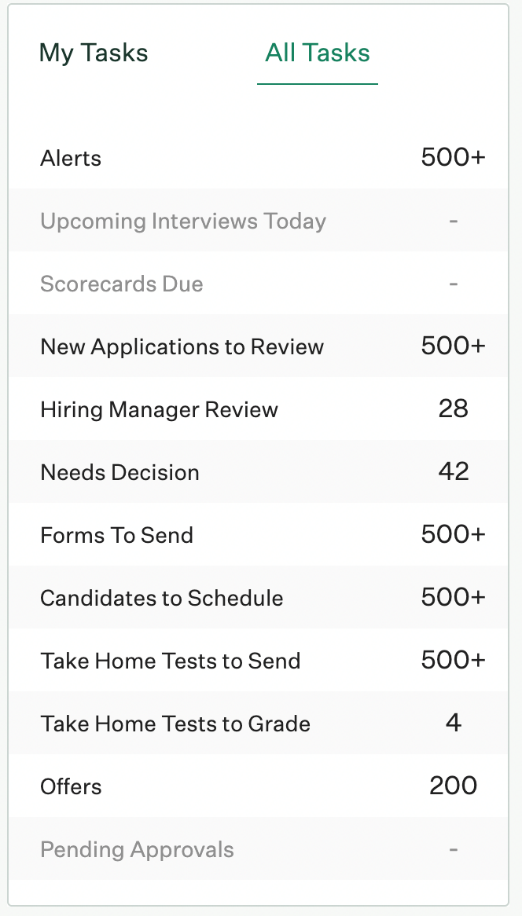 My Tasks All Tasks
Alerts 500+
Upcoming Interviews Today -
Scorecards Due -
New Applications to Review 500+
Hiring Manager Review 28
Needs Decision 42
Forms To Send 500+
Candidates to Schedule 500+
Take Home Tests to Send 500+
Take Home Tests to Grade 4
Offers 200
Pending Approvals -